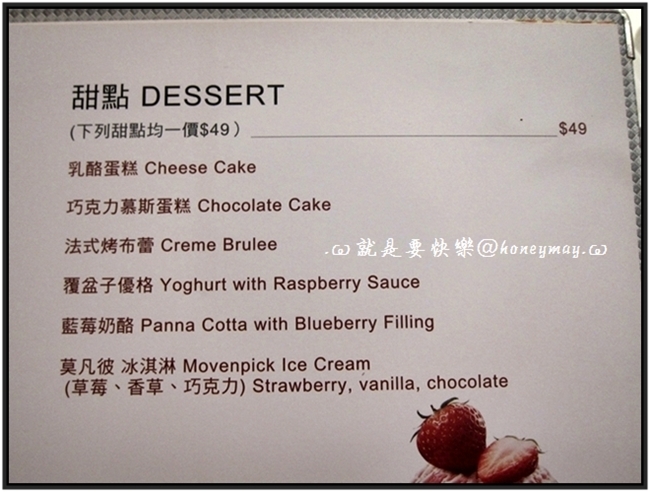 甜點 DESSERT
(下列甜點均一價$49） $49
乳酪蛋糕 Cheese Cake
巧克力慕斯蛋糕 Chocolate Cake
法式烤布蕾 Creme Brulee
.ω就是要快樂@honeymay.ω
覆盆子優格 Yoghurt with Raspberry Sauce
藍莓奶酪 Panna Cotta with Blueberry Filling
莫凡彼 冰淇淋 Movenpick Ice Cream
(草莓、香草、巧克力) Strawberry, vanilla, chocolate